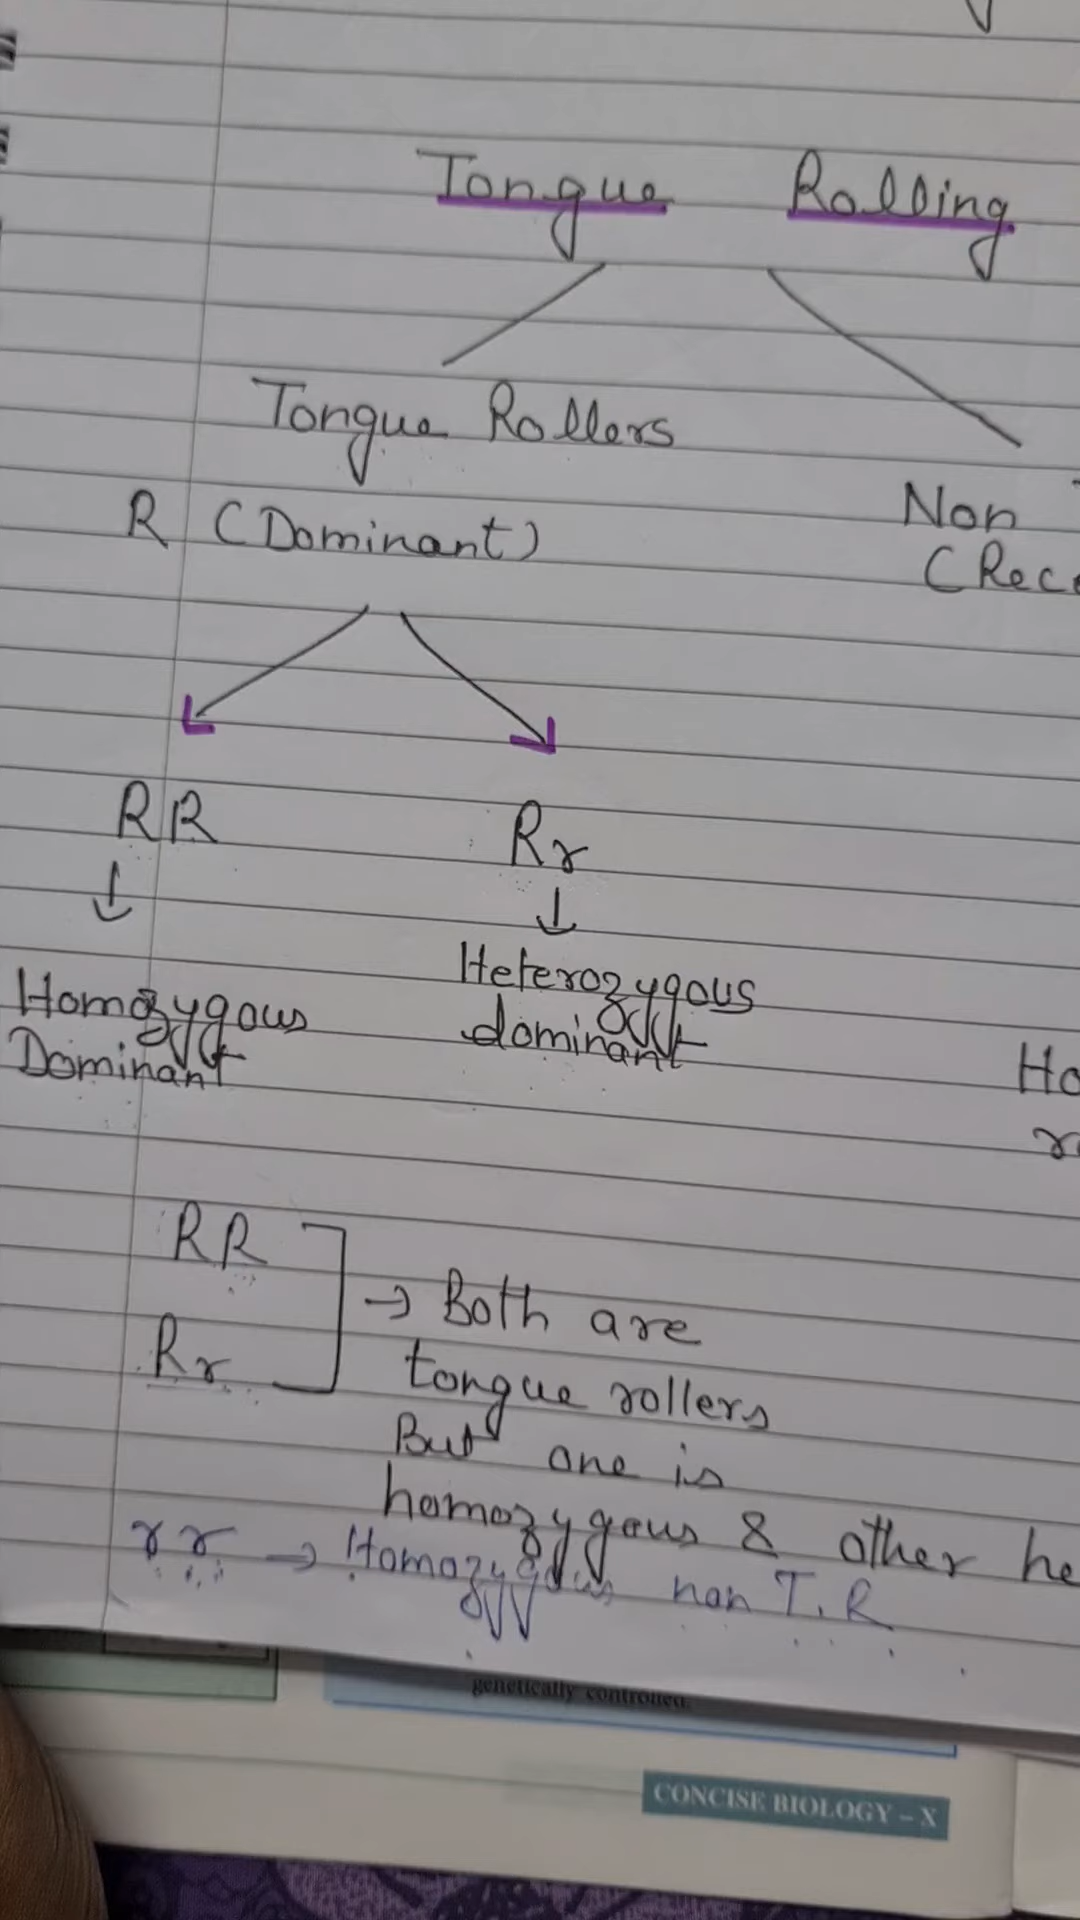 Tongue Rolling
Tongue Rollers
R (Dominant)
Non
(Rec
RR
Rr
Homozygous
Dominant
Heterozygous
dominant
Ho
r
RR
Rr
→ Both are
tongue rollers
But one is
homozygous & other he
rr → Homozygous non T.R
genetically controlled.
CONCISE BIOLOGY – X